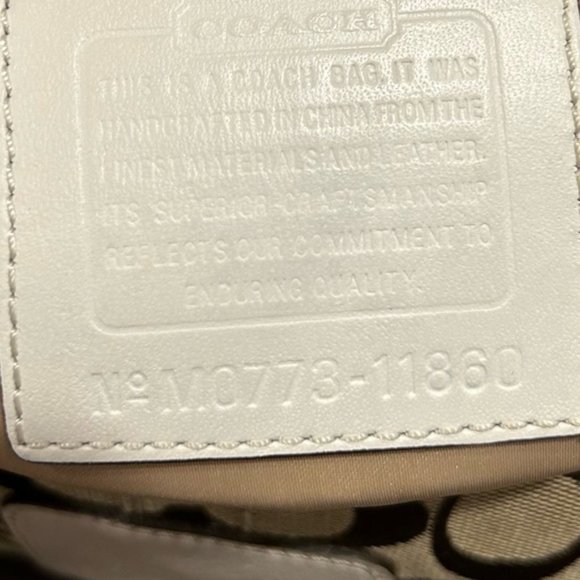 COACH
THIS IS A COACH BAG. IT WAS
HANDCRAFTED IN CHINA FROM THE
FINEST MATERIALS AND LEATHER.
ITS SUPERIOR CRAFTSMANSHIP
REFLECTS OUR COMMITMENT TO
ENDURING QUALITY.
Nº M0773-11860